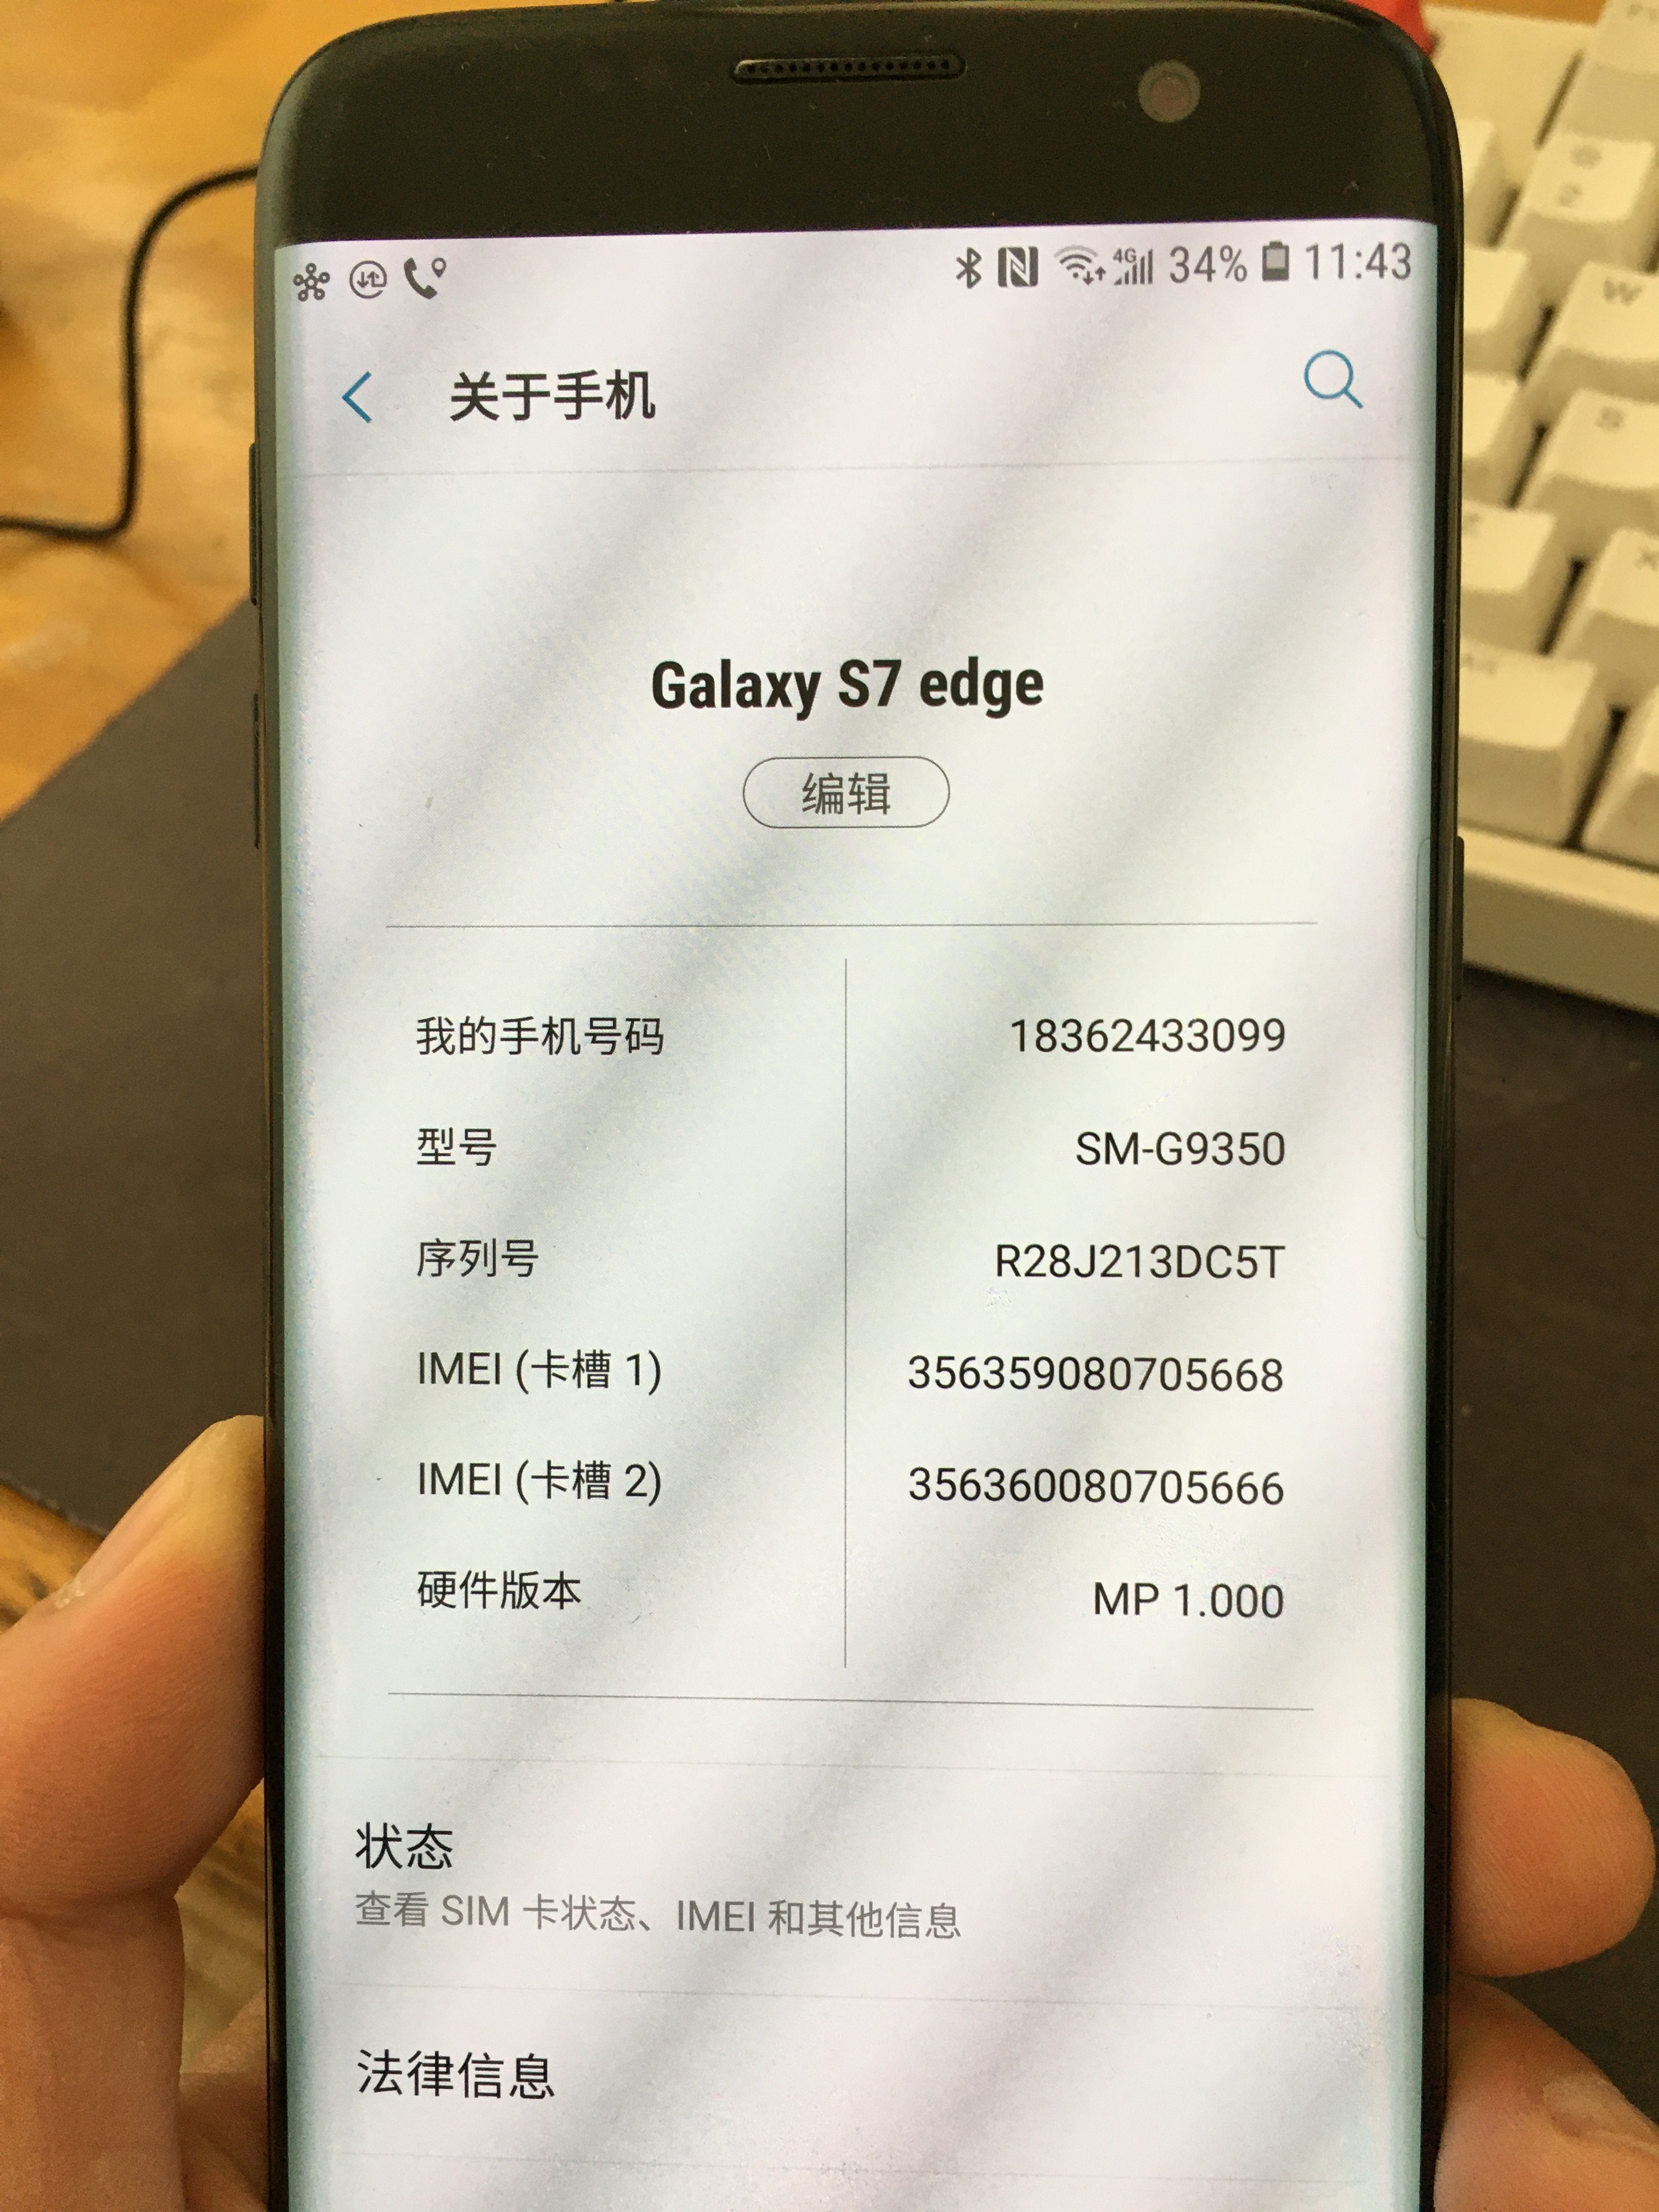 4G 34% 11:43
关于手机
Galaxy S7 edge
编辑
我的手机号码 18362433099
型号 SM-G9350
序列号 R28J213DC5T
IMEI (卡槽 1) 356359080705668
IMEI (卡槽 2) 356360080705666
硬件版本 MP 1.000
状态
查看 SIM 卡状态、IMEI 和其他信息
法律信息
W
S
X